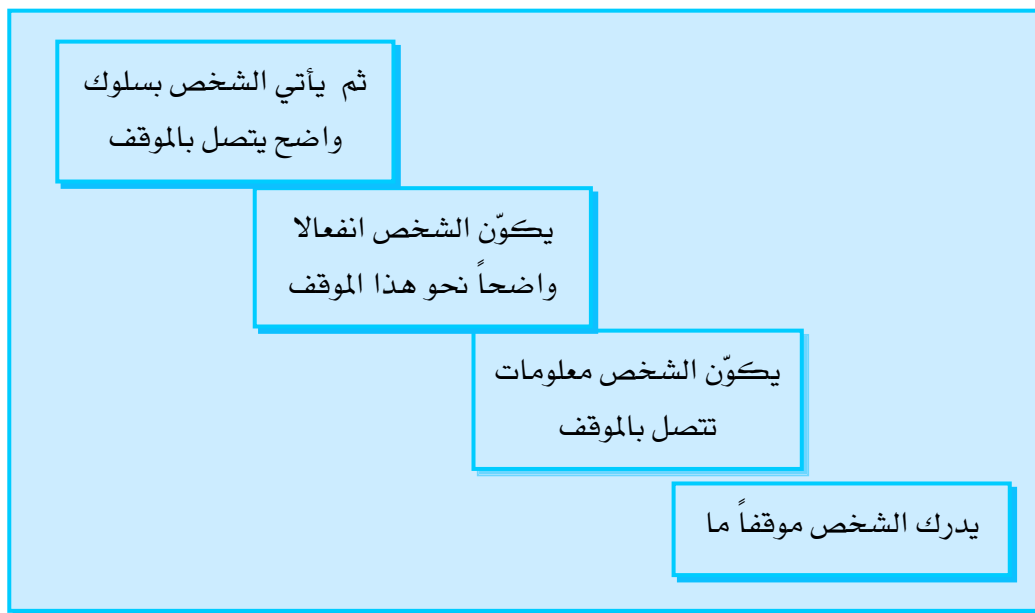 ثم يأتي الشخص بسلوك
واضح يتصل بالموقف
يكوّن الشخص انفعالا
واضحاً نحو هذا الموقف
يكوّن الشخص معلومات
تتصل بالموقف
يدرك الشخص موقفاً ما